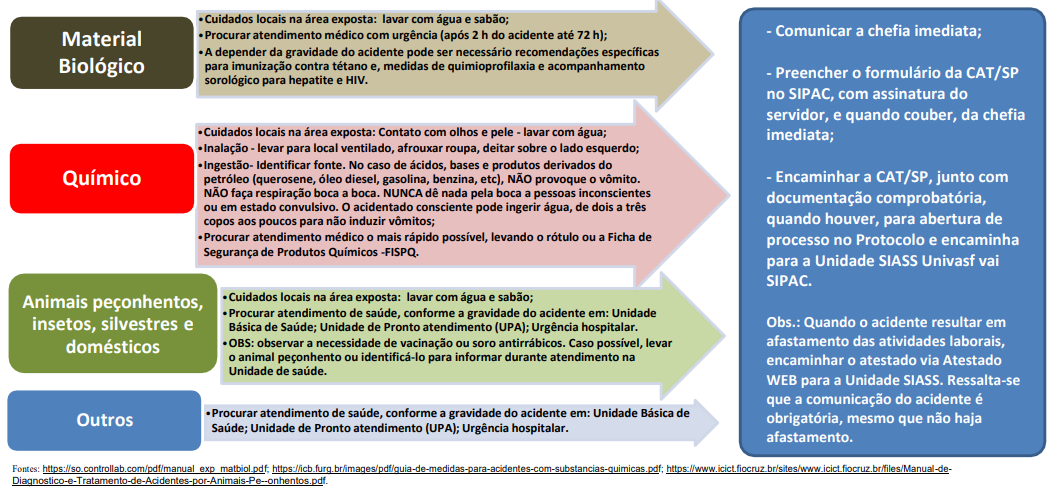 Material
Biológico
•Cuidados locais na área exposta: lavar com água e sabão;
•Procurar atendimento médico com urgência (após 2 h do acidente até 72 h);
•A depender da gravidade do acidente pode ser necessário recomendações específicas
para imunização contra tétano e, medidas de quimioprofilaxia e acompanhamento
sorológico para hepatite e HIV.
Químico
•Cuidados locais na área exposta: Contato com olhos e pele - lavar com água;
•Inalação - levar para local ventilado, afrouxar roupa, deitar sobre o lado esquerdo;
•Ingestão- Identificar fonte. No caso de ácidos, bases e produtos derivados do
petróleo (querosene, óleo diesel, gasolina, benzina, etc), NÃO provoque o vômito.
NÃO faça respiração boca a boca. NUNCA dê nada pela boca a pessoas inconscientes
ou em estado convulsivo. O acidentado consciente pode ingerir água, de dois a três
copos aos poucos para não induzir vômitos;
•Procurar atendimento médico o mais rápido possível, levando o rótulo ou a Ficha de
Segurança de Produtos Químicos -FISPQ.
Animais peçonhentos,
insetos, silvestres e
domésticos
•Cuidados locais na área exposta: lavar com água e sabão;
•Procurar atendimento de saúde, conforme a gravidade do acidente em: Unidade
Básica de Saúde; Unidade de Pronto atendimento (UPA); Urgência hospitalar.
•OBS: observar a necessidade de vacinação ou soro antirrábicos. Caso possível, levar
o animal peçonhento ou identificá-lo para informar durante atendimento na
Unidade de saúde.
Outros
•Procurar atendimento de saúde, conforme a gravidade do acidente em: Unidade Básica de
Saúde; Unidade de Pronto atendimento (UPA); Urgência hospitalar.
- Comunicar a chefia imediata;
- Preencher o formulário da CAT/SP
no SIPAC, com assinatura do
servidor, e quando couber, da chefia
imediata;
- Encaminhar a CAT/SP, junto com
documentação comprobatória,
quando houver, para abertura de
processo no Protocolo e encaminha
para a Unidade SIASS Univasf vai
SIPAC.
Obs.: Quando o acidente resultar em
afastamento das atividades laborais,
encaminhar o atestado via Atestado
WEB para a Unidade SIASS. Ressalta-se
que a comunicação do acidente é
obrigatória, mesmo que não haja
afastamento.
Fontes: https://so.controllab.com/pdf/manual_exp_matbiol.pdf; https://icb.furg.br/images/pdf/guia-de-medidas-para-acidentes-com-substancias-quimicas.pdf; https://www.icict.fiocruz.br/sites/www.icict.fiocruz.br/files/Manual-de-
Diagnostico-e-Tratamento-de-Acidentes-por-Animais-Pe--onhentos.pdf.